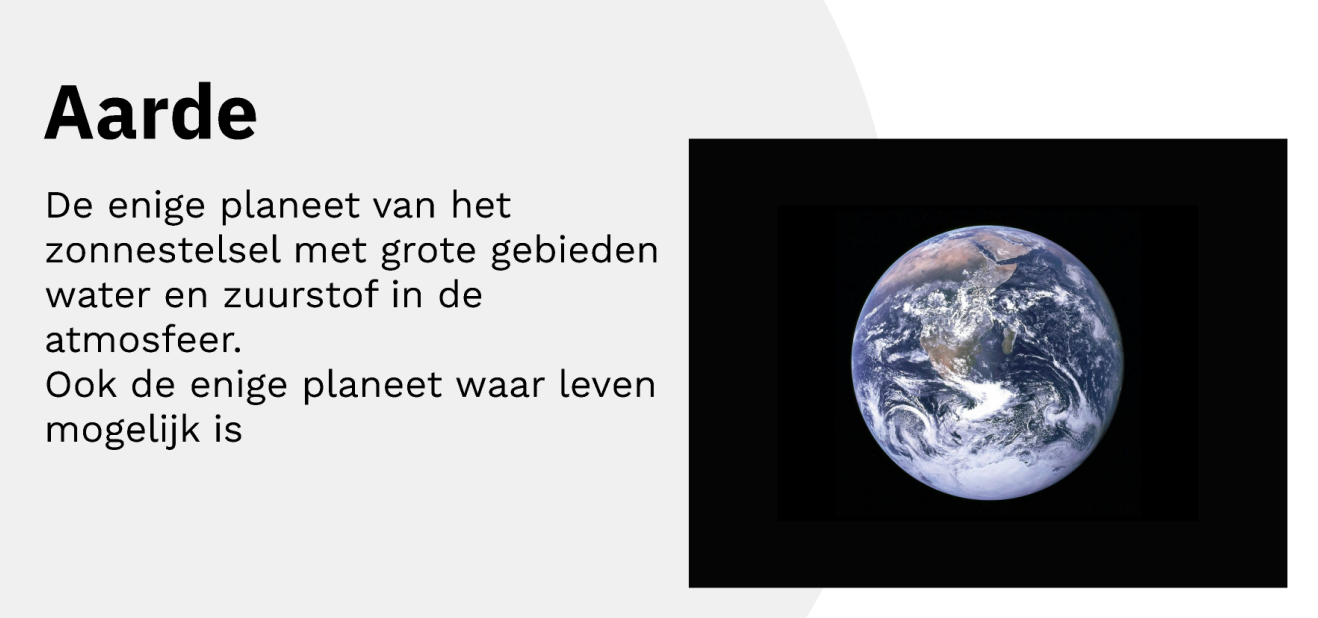 Aarde
De enige planeet van het
zonnestelsel met grote gebieden
water en zuurstof in de
atmosfeer.
Ook de enige planeet waar leven
mogelijk is